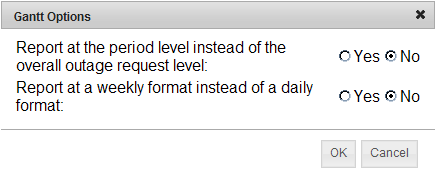 Gantt Options
Report at the period level instead of the
overall outage request level:
Yes No
Report at a weekly format instead of a daily
format:
Yes No
OK Cancel